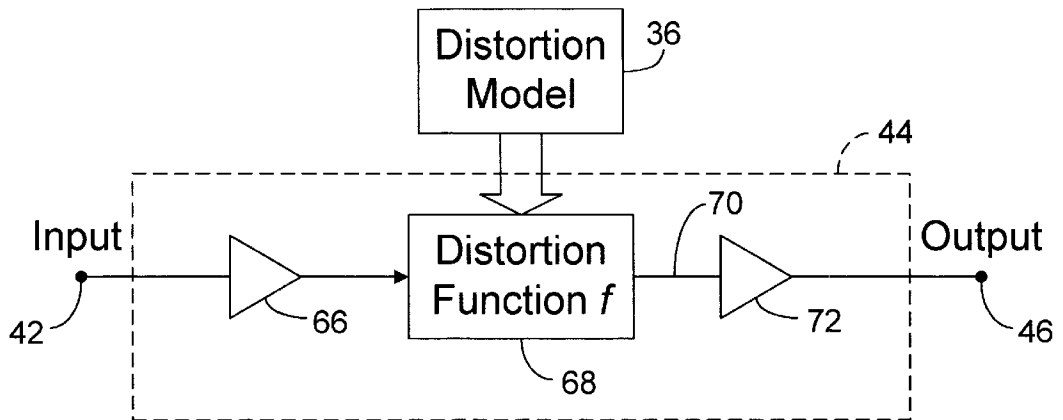 Distortion
Model
36
44
Input
42
66
Distortion
Function f
68
70
72
Output
46